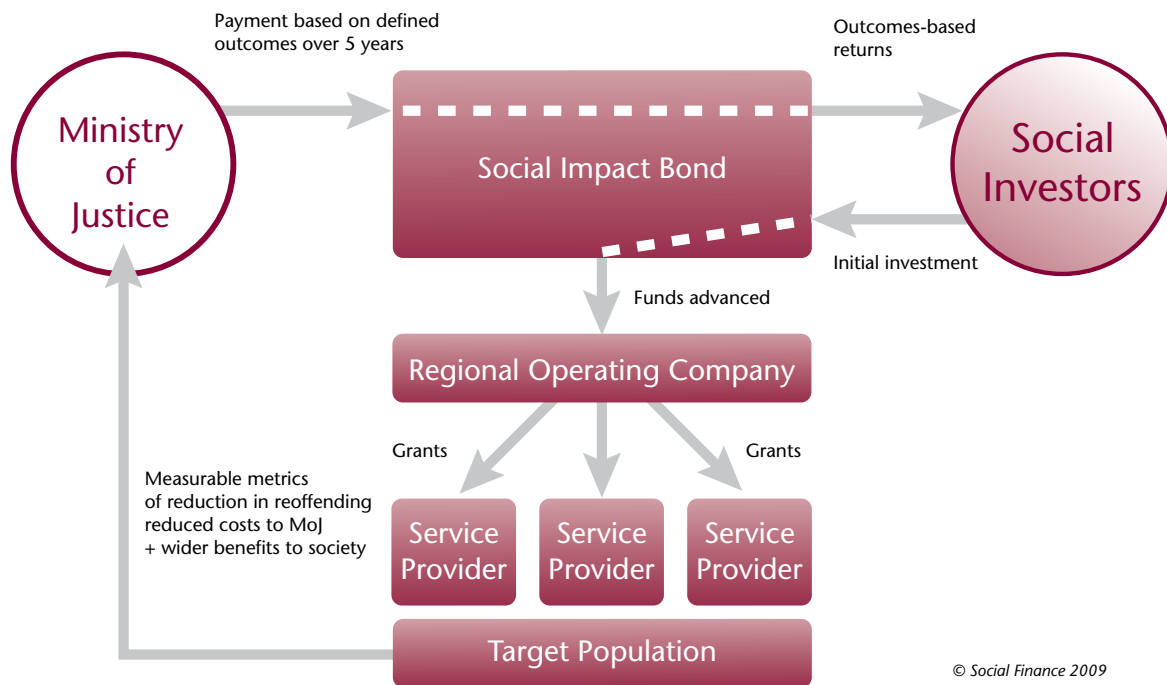 Payment based on defined
outcomes over 5 years
Outcomes-based
returns
Ministry
of
Justice
Social Impact Bond
Social
Investors
Initial investment
Funds advanced
Regional Operating Company
Grants
Grants
Measurable metrics
of reduction in reoffending
reduced costs to MoJ
+ wider benefits to society
Service
Provider
Service
Provider
Service
Provider
Target Population
© Social Finance 2009